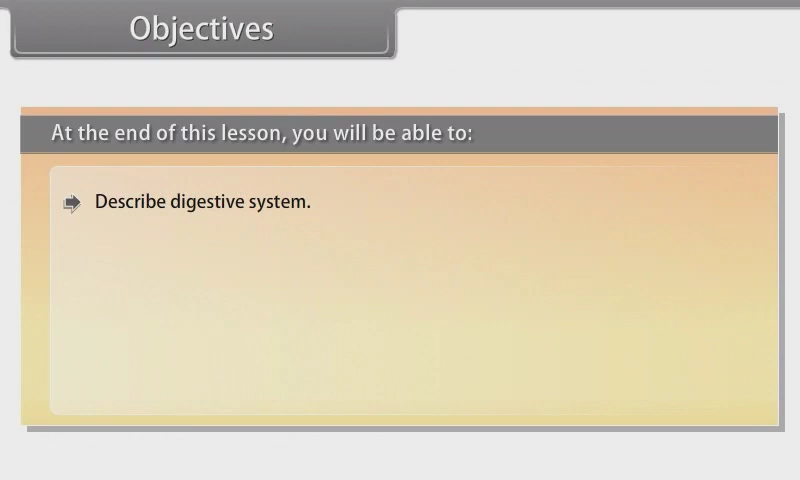 Objectives
At the end of this lesson, you will be able to:
Describe digestive system.